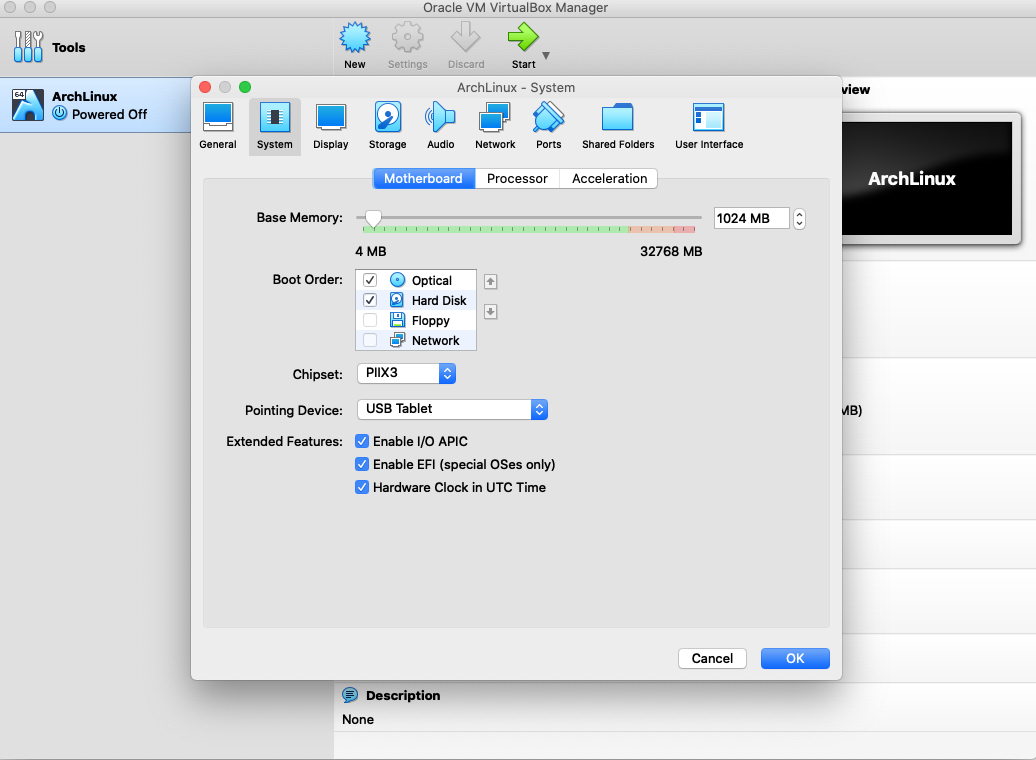 Oracle VM VirtualBox Manager
Tools
New
Settings
Discard
Start
64
ArchLinux
Powered Off
view
ArchLinux
ArchLinux - System
General
System
Display
Storage
Audio
Network
Ports
Shared Folders
User Interface
Motherboard
Processor
Acceleration
Base Memory:
1024 MB
4 MB
32768 MB
Boot Order:
Optical
Hard Disk
Floppy
Network
Chipset:
PIIX3
Pointing Device:
USB Tablet
MB)
Extended Features:
Enable I/O APIC
Enable EFI (special OSes only)
Hardware Clock in UTC Time
Cancel
OK
Description
None